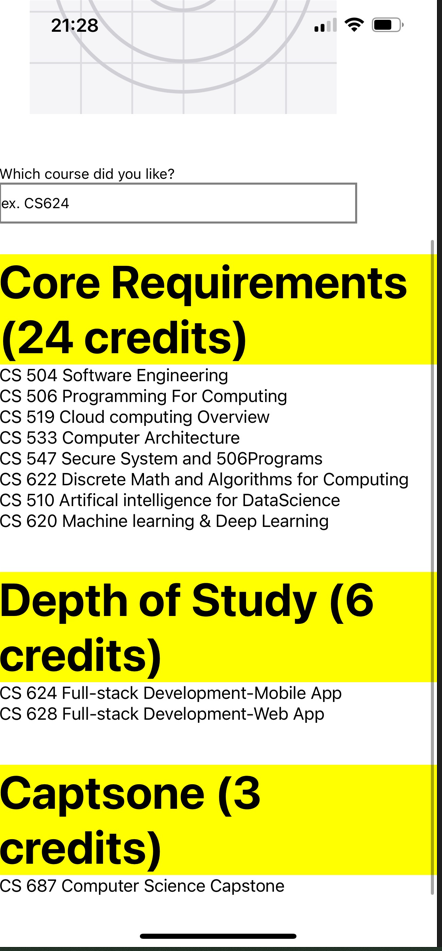 21:28
Which course did you like?
ex. CS624
Core Requirements
(24 credits)
CS 504 Software Engineering
CS 506 Programming For Computing
CS 519 Cloud computing Overview
CS 533 Computer Architecture
CS 547 Secure System and 506Programs
CS 622 Discrete Math and Algorithms for Computing
CS 510 Artifical intelligence for DataScience
CS 620 Machine learning & Deep Learning
Depth of Study (6
credits)
CS 624 Full-stack Development-Mobile App
CS 628 Full-stack Development-Web App
Captsone (3
credits)
CS 687 Computer Science Capstone